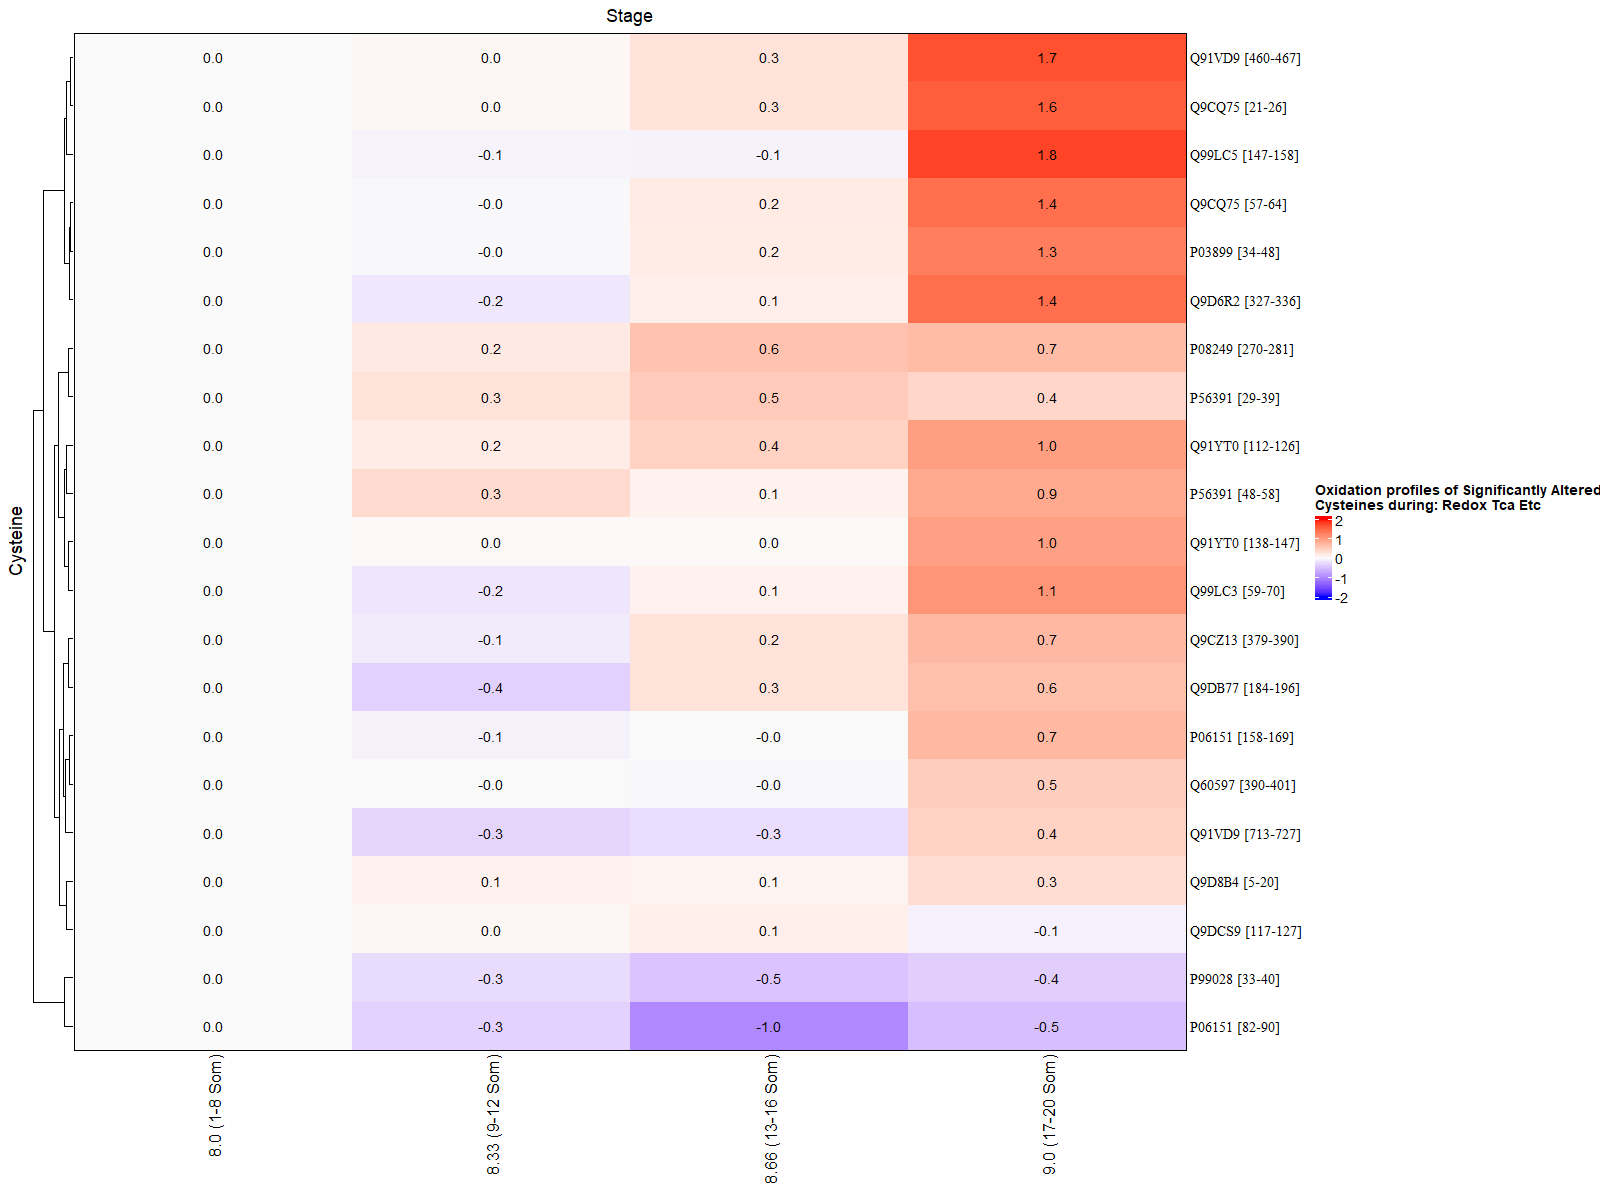 Stage
0.0 0.0 0.3 1.7 Q91VD9 [460-467]
0.0 0.0 0.3 1.6 Q9CQ75 [21-26]
0.0 -0.1 -0.1 1.8 Q99LC5 [147-158]
0.0 -0.0 0.2 1.4 Q9CQ75 [57-64]
0.0 -0.0 0.2 1.3 P03899 [34-48]
0.0 -0.2 0.1 1.4 Q9D6R2 [327-336]
0.0 0.2 0.6 0.7 P08249 [270-281]
0.0 0.3 0.5 0.4 P56391 [29-39]
0.0 0.2 0.4 1.0 Q91YT0 [112-126]
0.0 0.3 0.1 0.9 P56391 [48-58]
0.0 0.0 0.0 1.0 Q91YT0 [138-147]
0.0 -0.2 0.1 1.1 Q99LC3 [59-70]
0.0 -0.1 0.2 0.7 Q9CZ13 [379-390]
0.0 -0.4 0.3 0.6 Q9DB77 [184-196]
0.0 -0.1 -0.0 0.7 P06151 [158-169]
0.0 -0.0 -0.0 0.5 Q60597 [390-401]
0.0 -0.3 -0.3 0.4 Q91VD9 [713-727]
0.0 0.1 0.1 0.3 Q9D8B4 [5-20]
0.0 0.0 0.1 -0.1 Q9DCS9 [117-127]
0.0 -0.3 -0.5 -0.4 P99028 [33-40]
0.0 -0.3 -1.0 -0.5 P06151 [82-90]
Cysteine
8.0 (1-8 Som)
8.33 (9-12 Som)
8.66 (13-16 Som)
9.0 (17-20 Som)
Oxidation profiles of Significantly Altered
Cysteines during: Redox Tca Etc
2
1
0
-1
-2